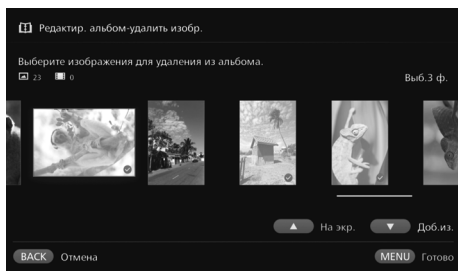 Редактир. альбом-удалить изобр.
Выберите изображения для удаления из альбома.
23 0 Выб.3 ф.
▲ На экр. ▼ Доб.из.
BACK Отмена MENU Готово